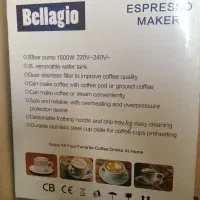 Bellagio
ESPRESSO
MAKER
20bar pump 1500W 220V~240V~
2L removable water tank
Dual-stainless filter to improve coffee quality
Can make coffee with coffee pod or ground coffee
Can make coffee or steam conveniently
Safe and reliable, with overheating and overpressure
protection device
Detachable frothing nozzle and drip tray for easy cleaning
Durable stainless steel cup plate for coffee cups preheating
Enjoy All Your Favorite Coffee Drinks At Home
CB CE